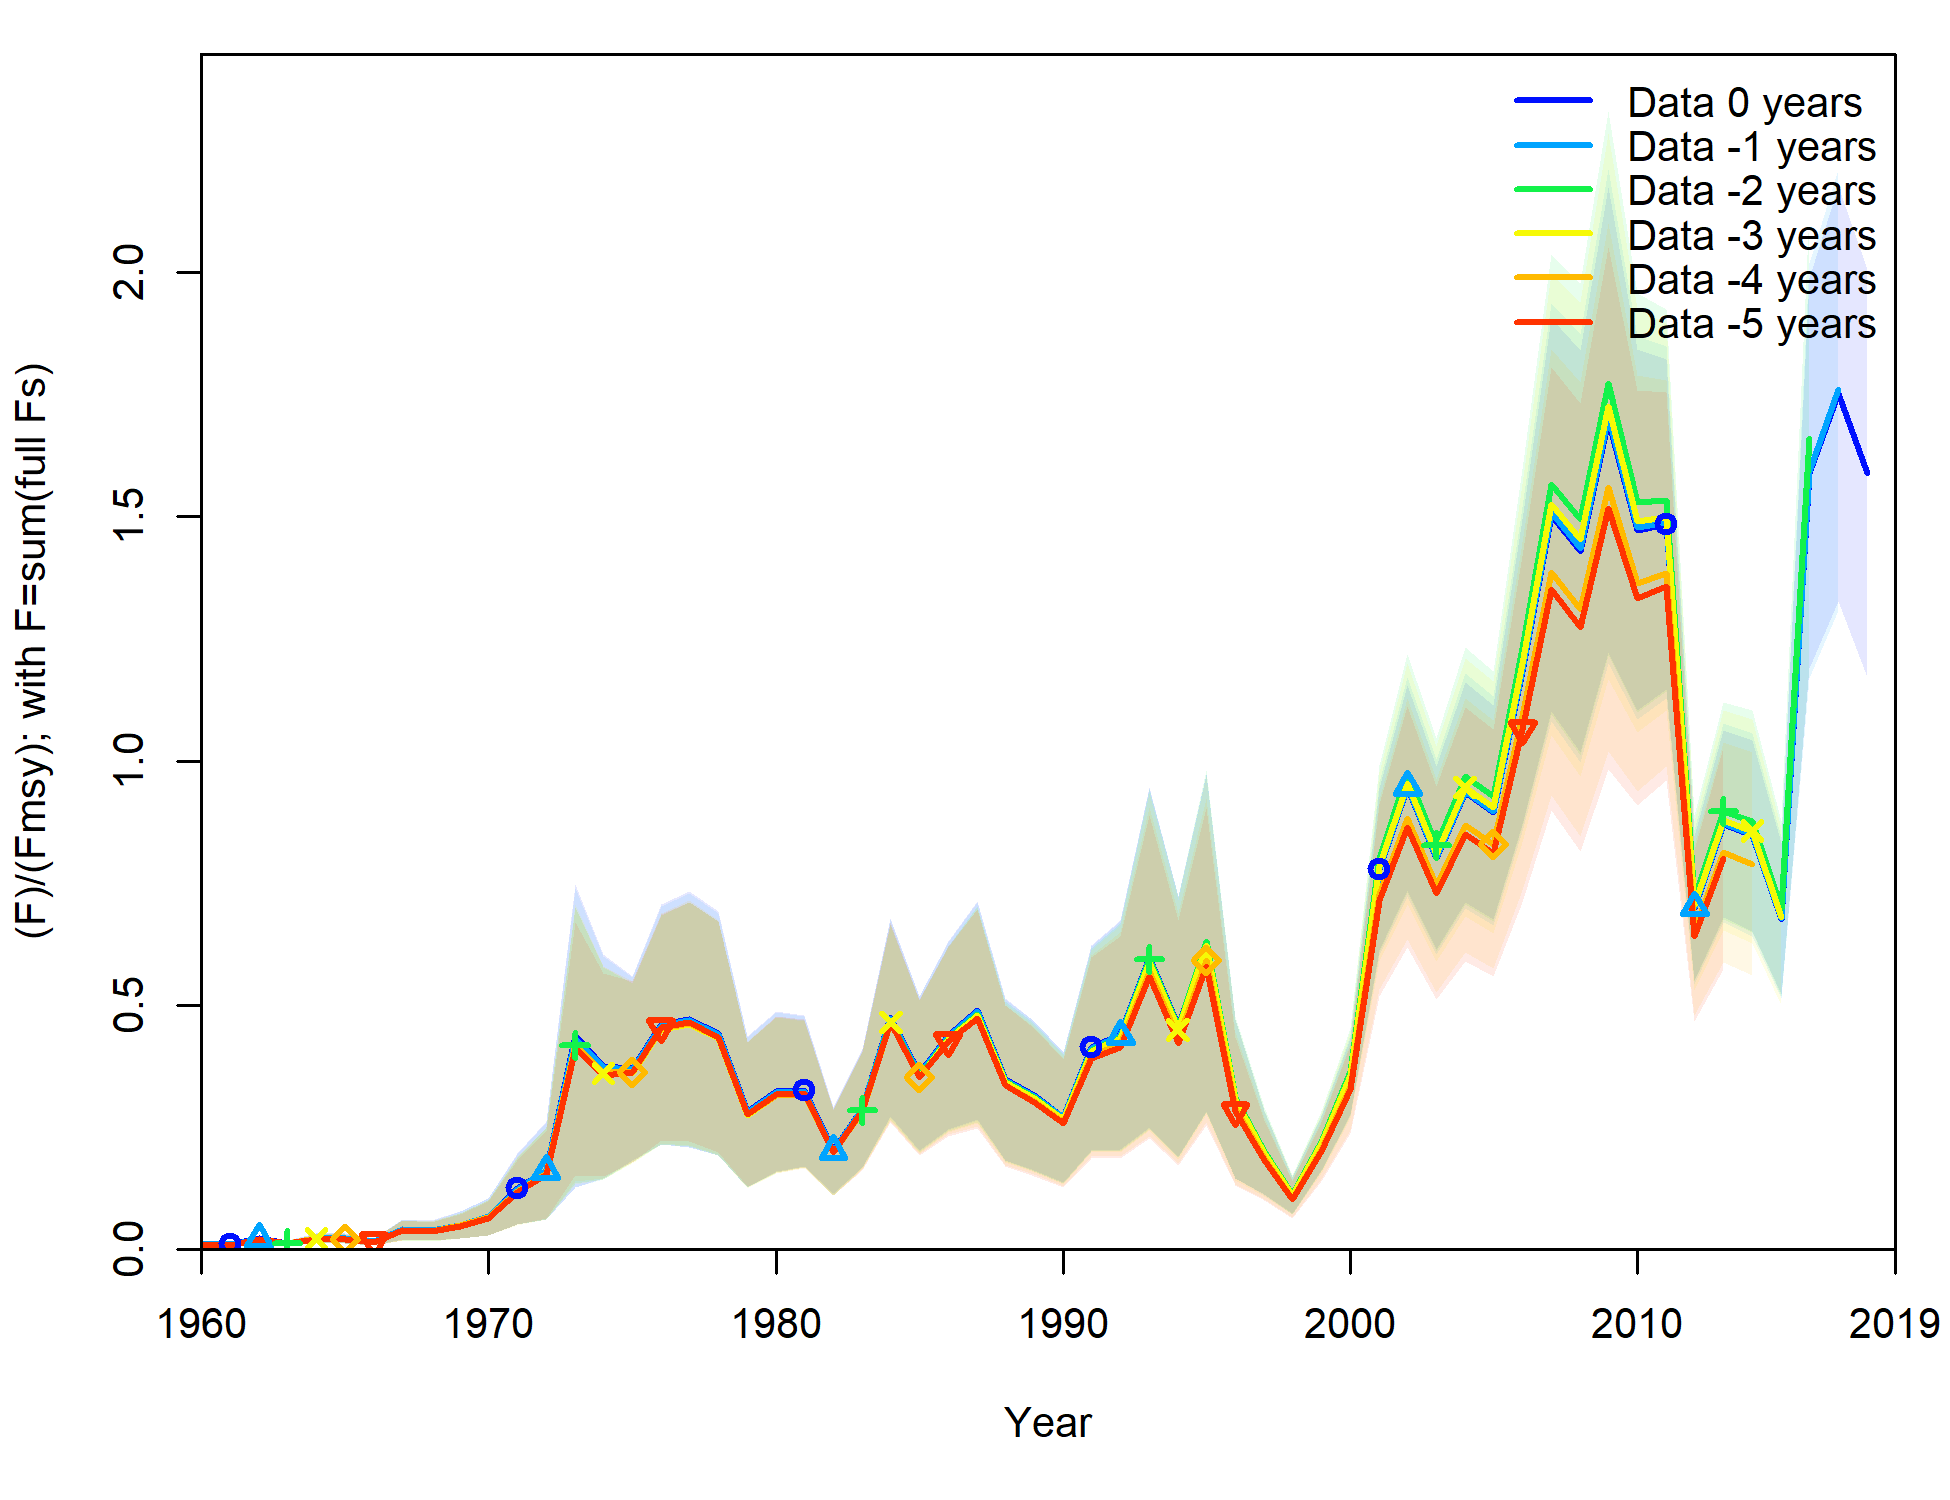 Data 0 years
Data -1 years
Data -2 years
Data -3 years
Data -4 years
Data -5 years
(F)/(Fmsy); with F=sum(full Fs)
2.0
1.5
1.0
0.5
0.0
1960 1970 1980 1990 2000 2010 2019
Year